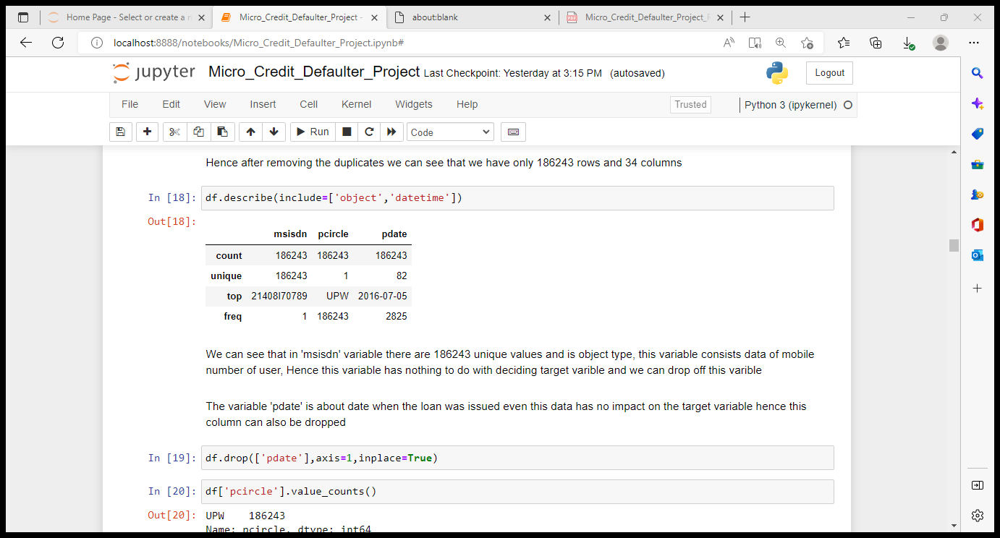 Home Page - Select or create a n
Micro_Credit_Defaulter_Project -
about:blank
Micro_Credit_Defaulter_Project_F
localhost:8888/notebooks/Micro_Credit_Defaulter_Project.ipynb#
jupyter Micro_Credit_Defaulter_Project Last Checkpoint: Yesterday at 3:15 PM (autosaved)
Logout
File Edit View Insert Cell Kernel Widgets Help
Trusted
Python 3 (ipykernel)
Run
Code
Hence after removing the duplicates we can see that we have only 186243 rows and 34 columns
In [18]: df.describe(include=['object','datetime'])
Out[18]:
msisdn pcircle pdate
count 186243 186243 186243
unique 186243 1 82
top 21408I70789 UPW 2016-07-05
freq 1 186243 2825
We can see that in 'msisdn' variable there are 186243 unique values and is object type, this variable consists data of mobile
number of user, Hence this variable has nothing to do with deciding target varible and we can drop off this varible
The variable 'pdate' is about date when the loan was issued even this data has no impact on the target variable hence this
column can also be dropped
In [19]: df.drop(['pdate'],axis=1,inplace=True)
In [20]: df['pcircle'].value_counts()
Out[20]: UPW 186243
Name: pcircle, dtype: int64